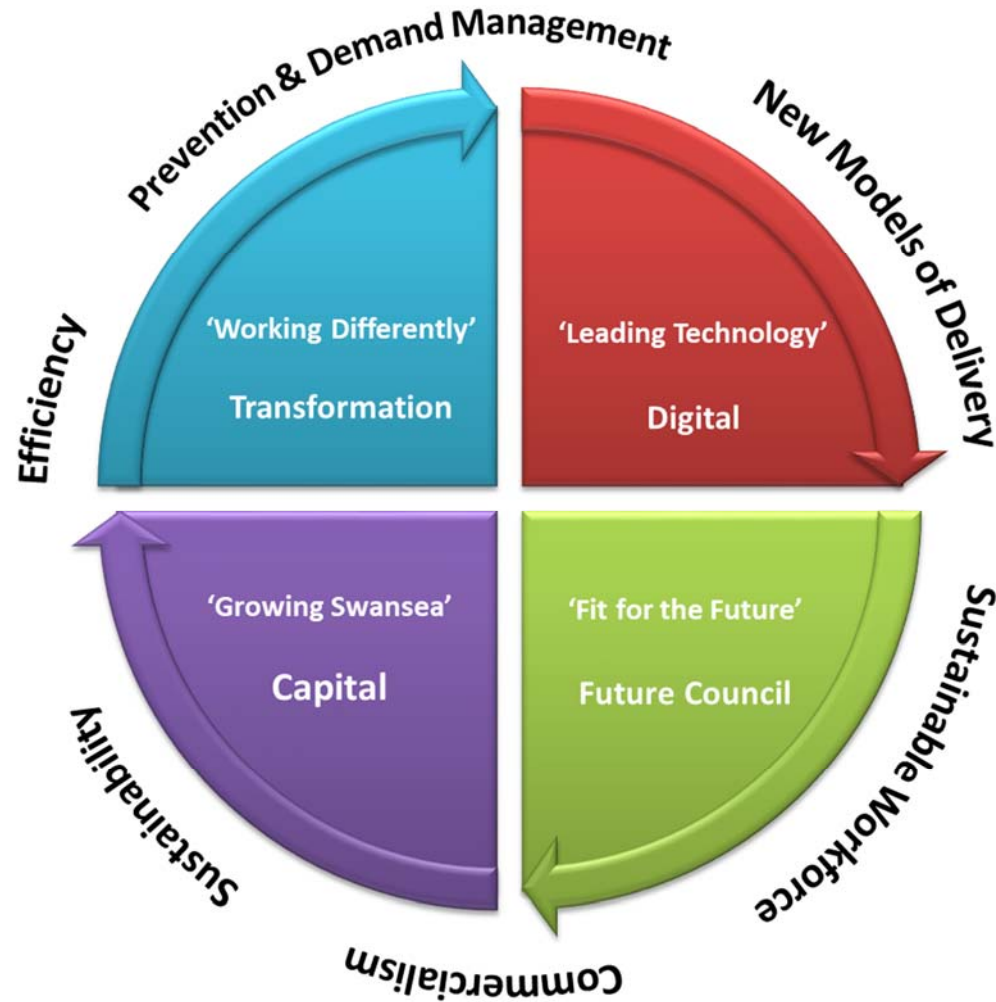 Prevention & Demand Management
New Models of Delivery
Sustainable Workforce
Commercialism
Sustainability
Efficiency
‘Working Differently’
Transformation
‘Leading Technology’
Digital
‘Growing Swansea’
Capital
‘Fit for the Future’
Future Council